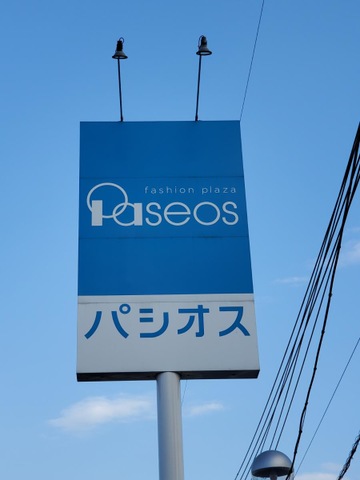 fashion plaza
Paseos
パシオス